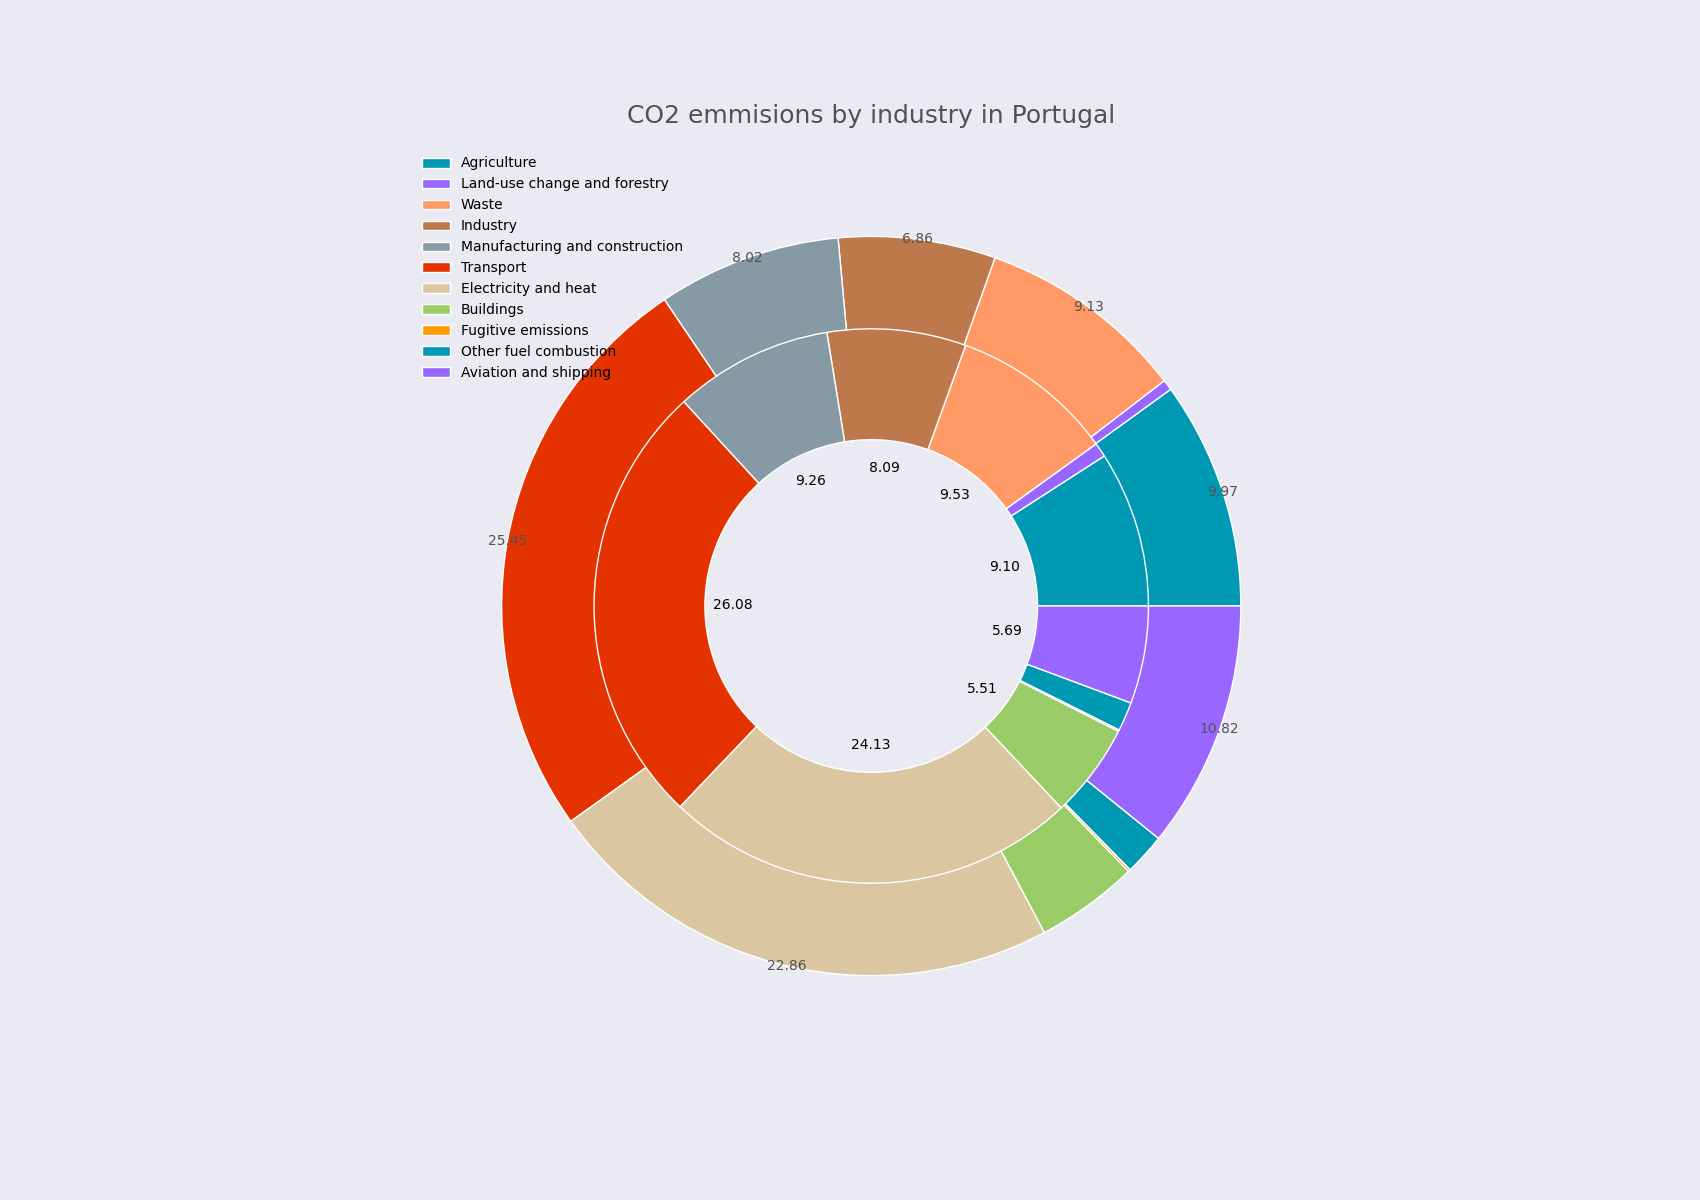 CO2 emmisions by industry in Portugal
Agriculture
Land-use change and forestry
Waste
Industry
Manufacturing and construction
Transport
Electricity and heat
Buildings
Fugitive emissions
Other fuel combustion
Aviation and shipping
6.86
8.02
9.13
8.09
9.26
9.53
9.97
25.45
9.10
26.08
5.69
5.51
10.82
24.13
22.86